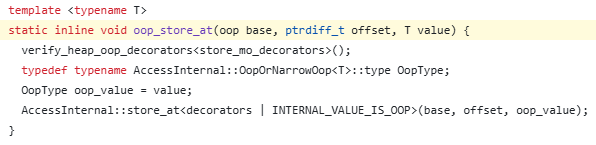 template <typename T>
static inline void oop_store_at(oop base, ptrdiff_t offset, T value) {
  verify_heap_oop_decorators<store_mo_decorators>();
  typedef typename AccessInternal::OopOrNarrowOop<T>::type OopType;
  OopType oop_value = value;
  AccessInternal::store_at<decorators | INTERNAL_VALUE_IS_OOP>(base, offset, oop_value);
}